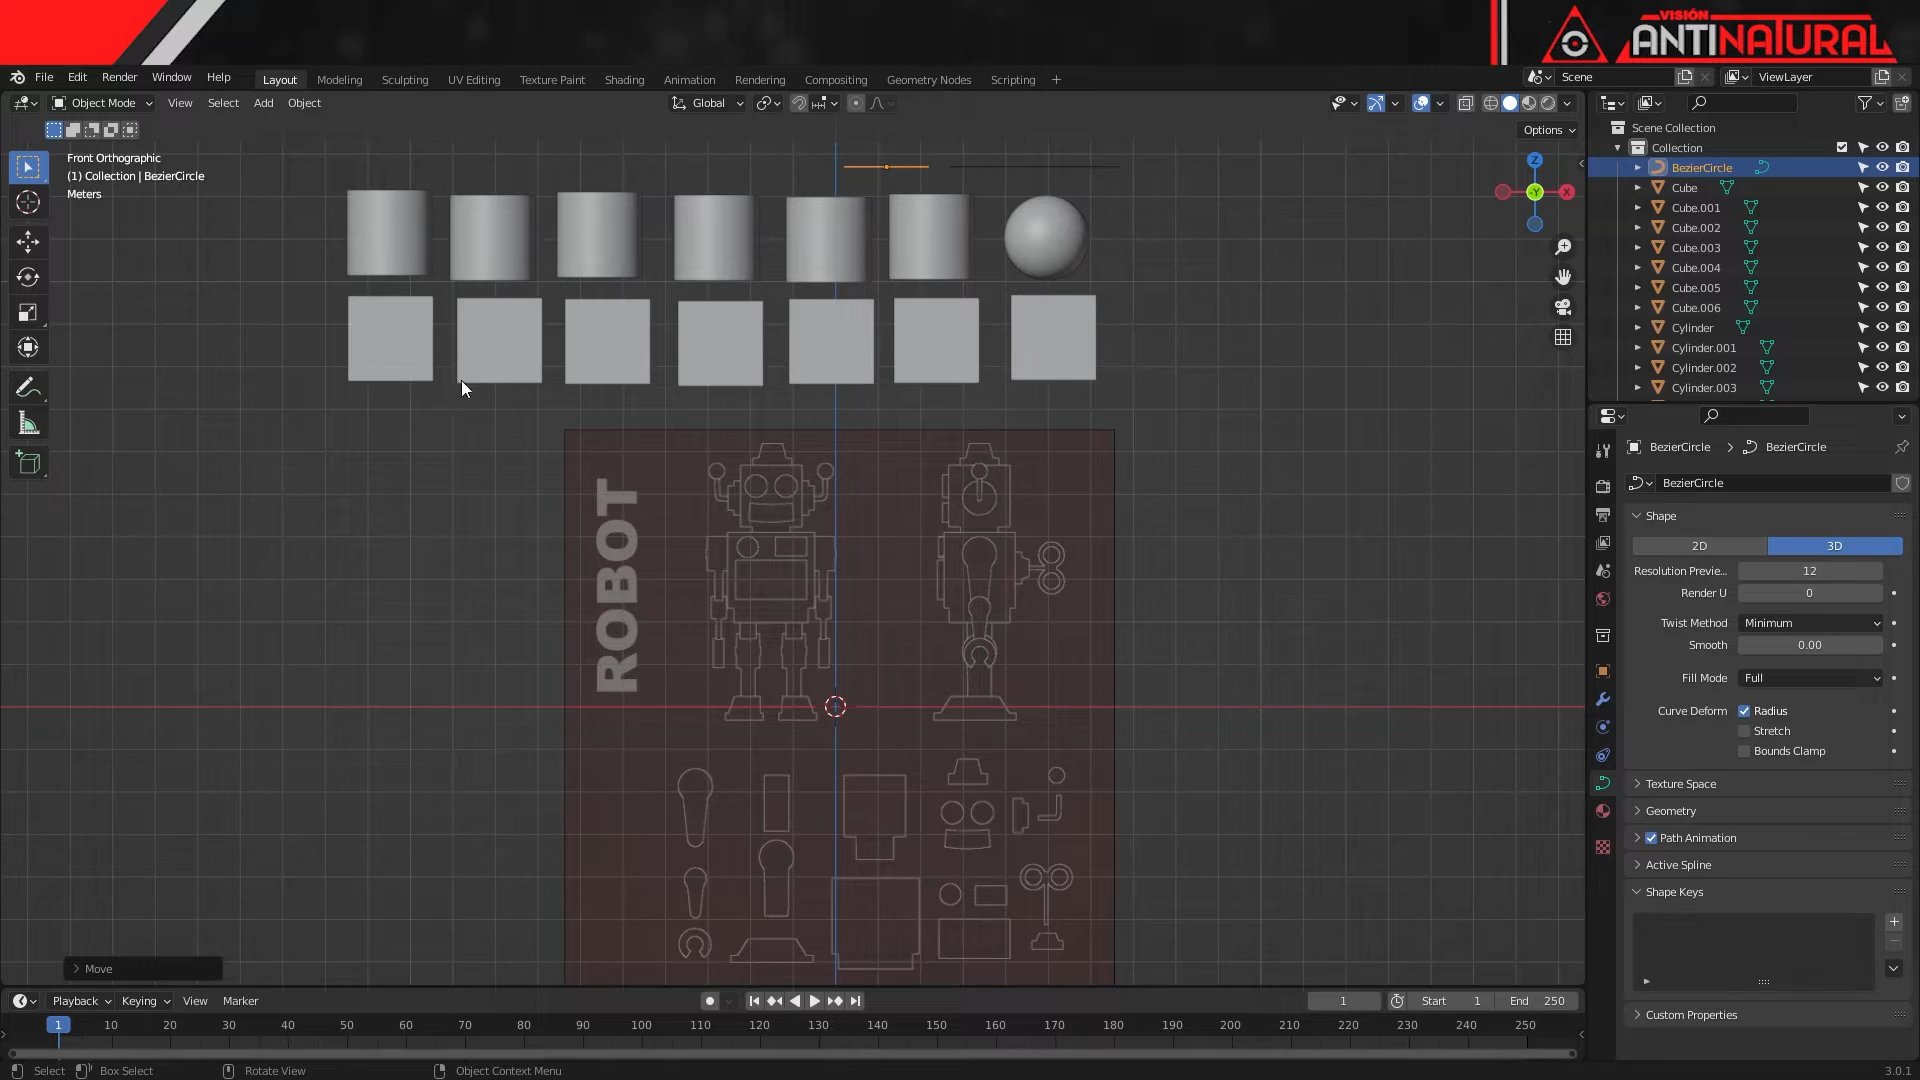 VISIÓN
ANTINATURAL
File Edit Render Window Help
Layout Modeling Sculpting UV Editing Texture Paint Shading Animation Rendering Compositing Geometry Nodes Scripting +
Scene ViewLayer
Object Mode View Select Add Object Global
Options
Front Orthographic
(1) Collection | BezierCircle
Meters
Z
X
-Y
Scene Collection
Collection
BezierCircle
Cube
Cube.001
Cube.002
Cube.003
Cube.004
Cube.005
Cube.006
Cylinder
Cylinder.001
Cylinder.002
Cylinder.003
ROBOT
BezierCircle > BezierCircle
BezierCircle
Shape
2D 3D
Resolution Previe... 12
Render U 0
Twist Method Minimum
Smooth 0.00
Fill Mode Full
Curve Deform Radius
Stretch
Bounds Clamp
Texture Space
Geometry
Path Animation
Active Spline
Shape Keys
Custom Properties
> Move
Playback Keying View Marker 1 Start 1 End 250
1 10 20 30 40 50 60 70 80 90 100 110 120 130 140 150 160 170 180 190 200 210 220 230 240 250
Select Box Select Rotate View Object Context Menu 3.0.1